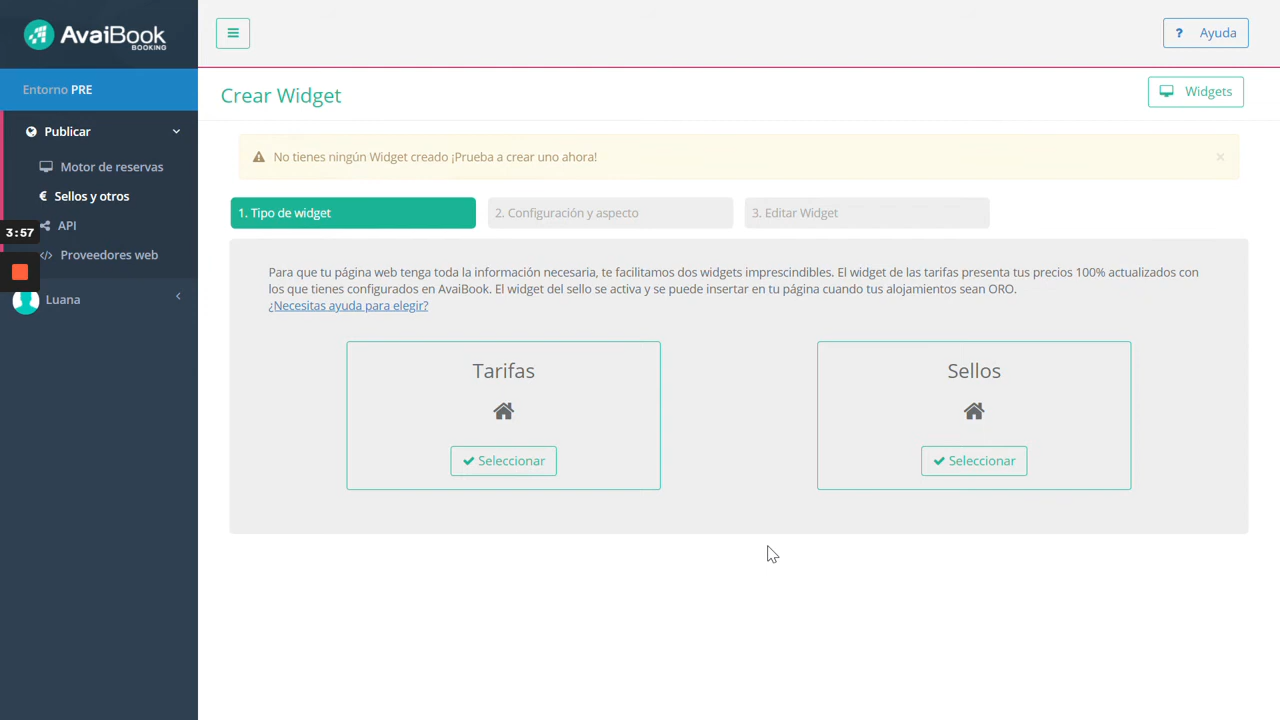 AvaiBook
BOOKING
Entorno PRE
Publicar
Motor de reservas
€ Sellos y otros
API
3:57
</> Proveedores web
Luana
? Ayuda
Crear Widget
Widgets
No tienes ningún Widget creado ¡Prueba a crear uno ahora!
×
1. Tipo de widget
2. Configuración y aspecto
3. Editar Widget
Para que tu página web tenga toda la información necesaria, te facilitamos dos widgets imprescindibles. El widget de las tarifas presenta tus precios 100% actualizados con
los que tienes configurados en AvaiBook. El widget del sello se activa y se puede insertar en tu página cuando tus alojamientos sean ORO.
¿Necesitas ayuda para elegir?
Tarifas
Seleccionar
Sellos
Seleccionar